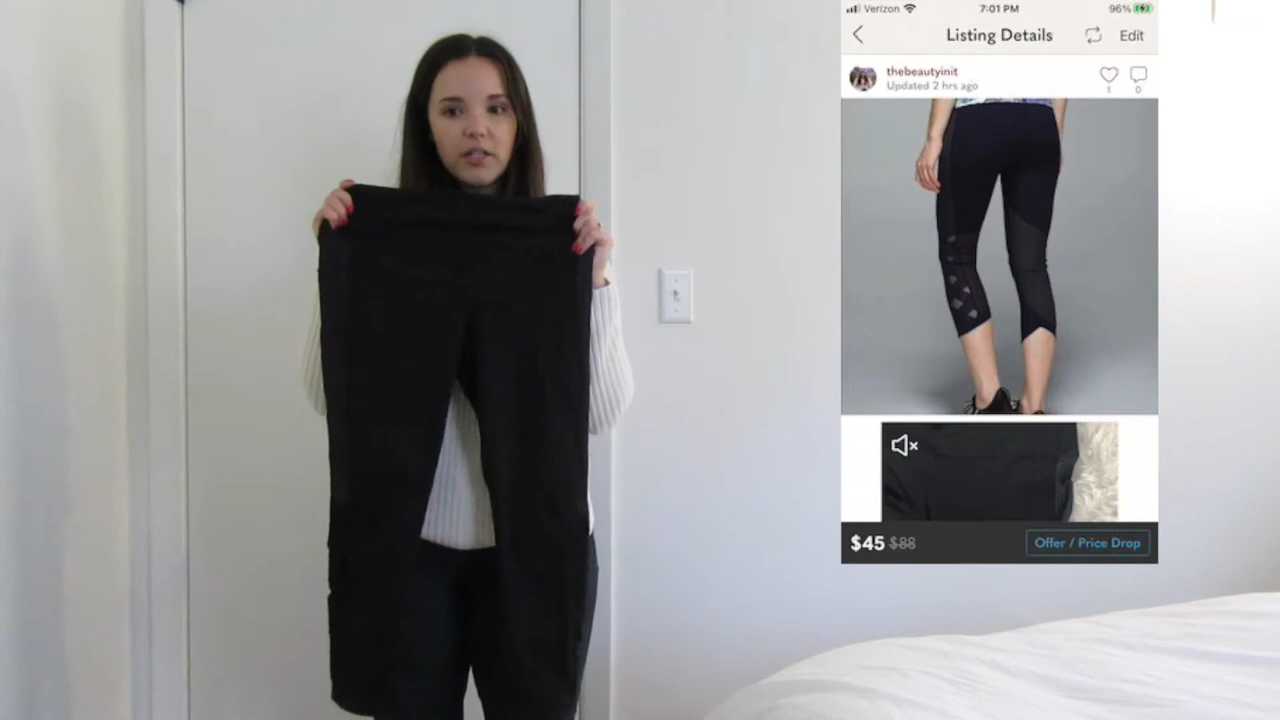 Verizon 7:01 PM 96%
Listing Details Edit
thebeautyinit
Updated 2 hrs ago
1 0
$45 $88 Offer / Price Drop